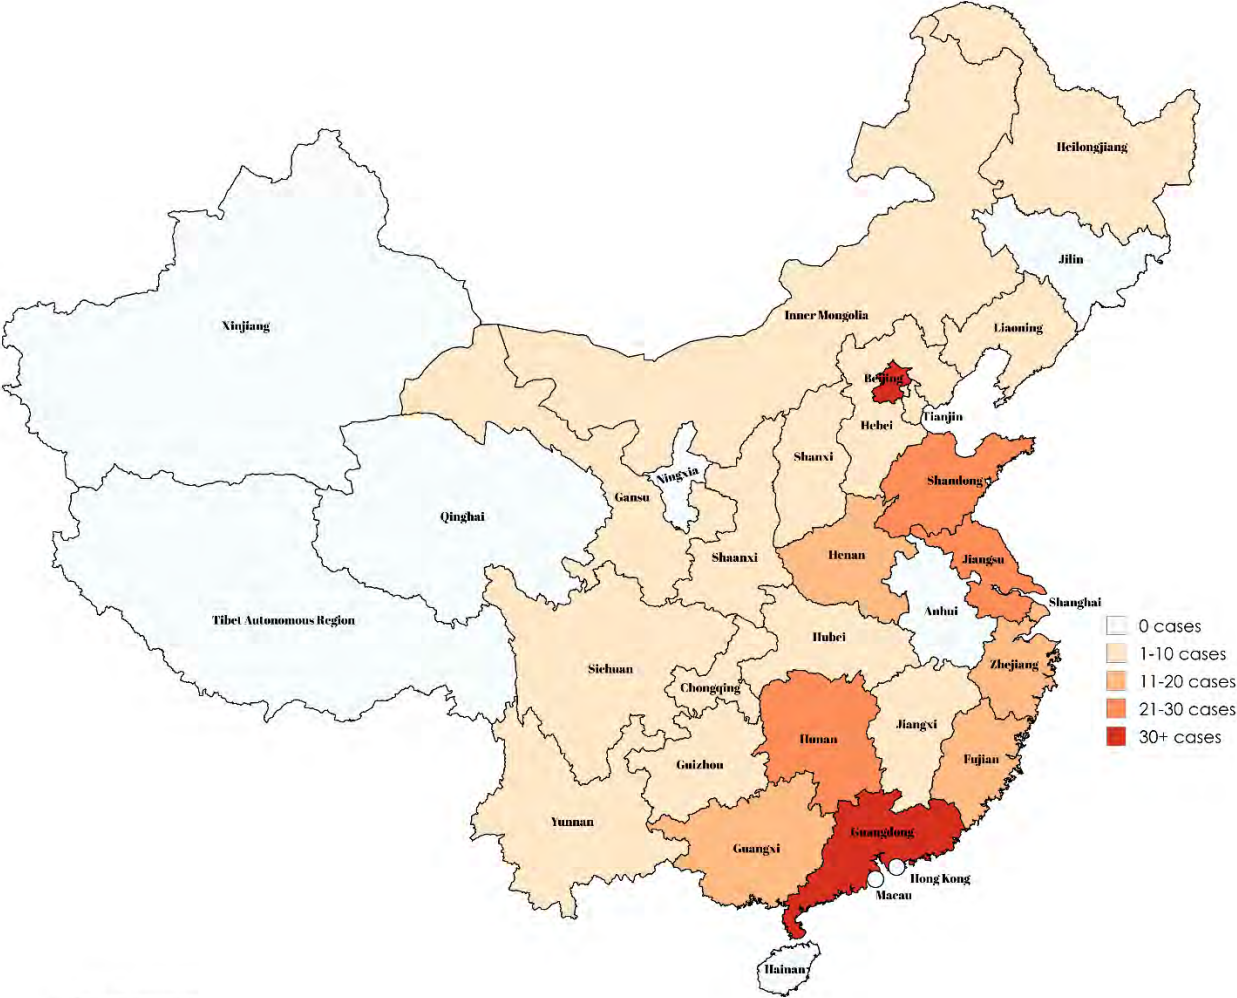 Heilongjiang
Jilin
Xinjiang
Inner Mongolia
Liaoning
Beijing
Tianjin
Hebei
Shanxi
Ningxia
Shandong
Gansu
Qinghai
Shaanxi
Henan
Jiangsu
Shanghai
Anhui
Tibet Autonomous Region
Hubei
Zhejiang
Sichuan
Chongqing
Jiangxi
Hunan
Fujian
Guizhou
Yunnan
Guangdong
Guangxi
Hong Kong
Macau
Hainan
0 cases
1-10 cases
11-20 cases
21-30 cases
30+ cases